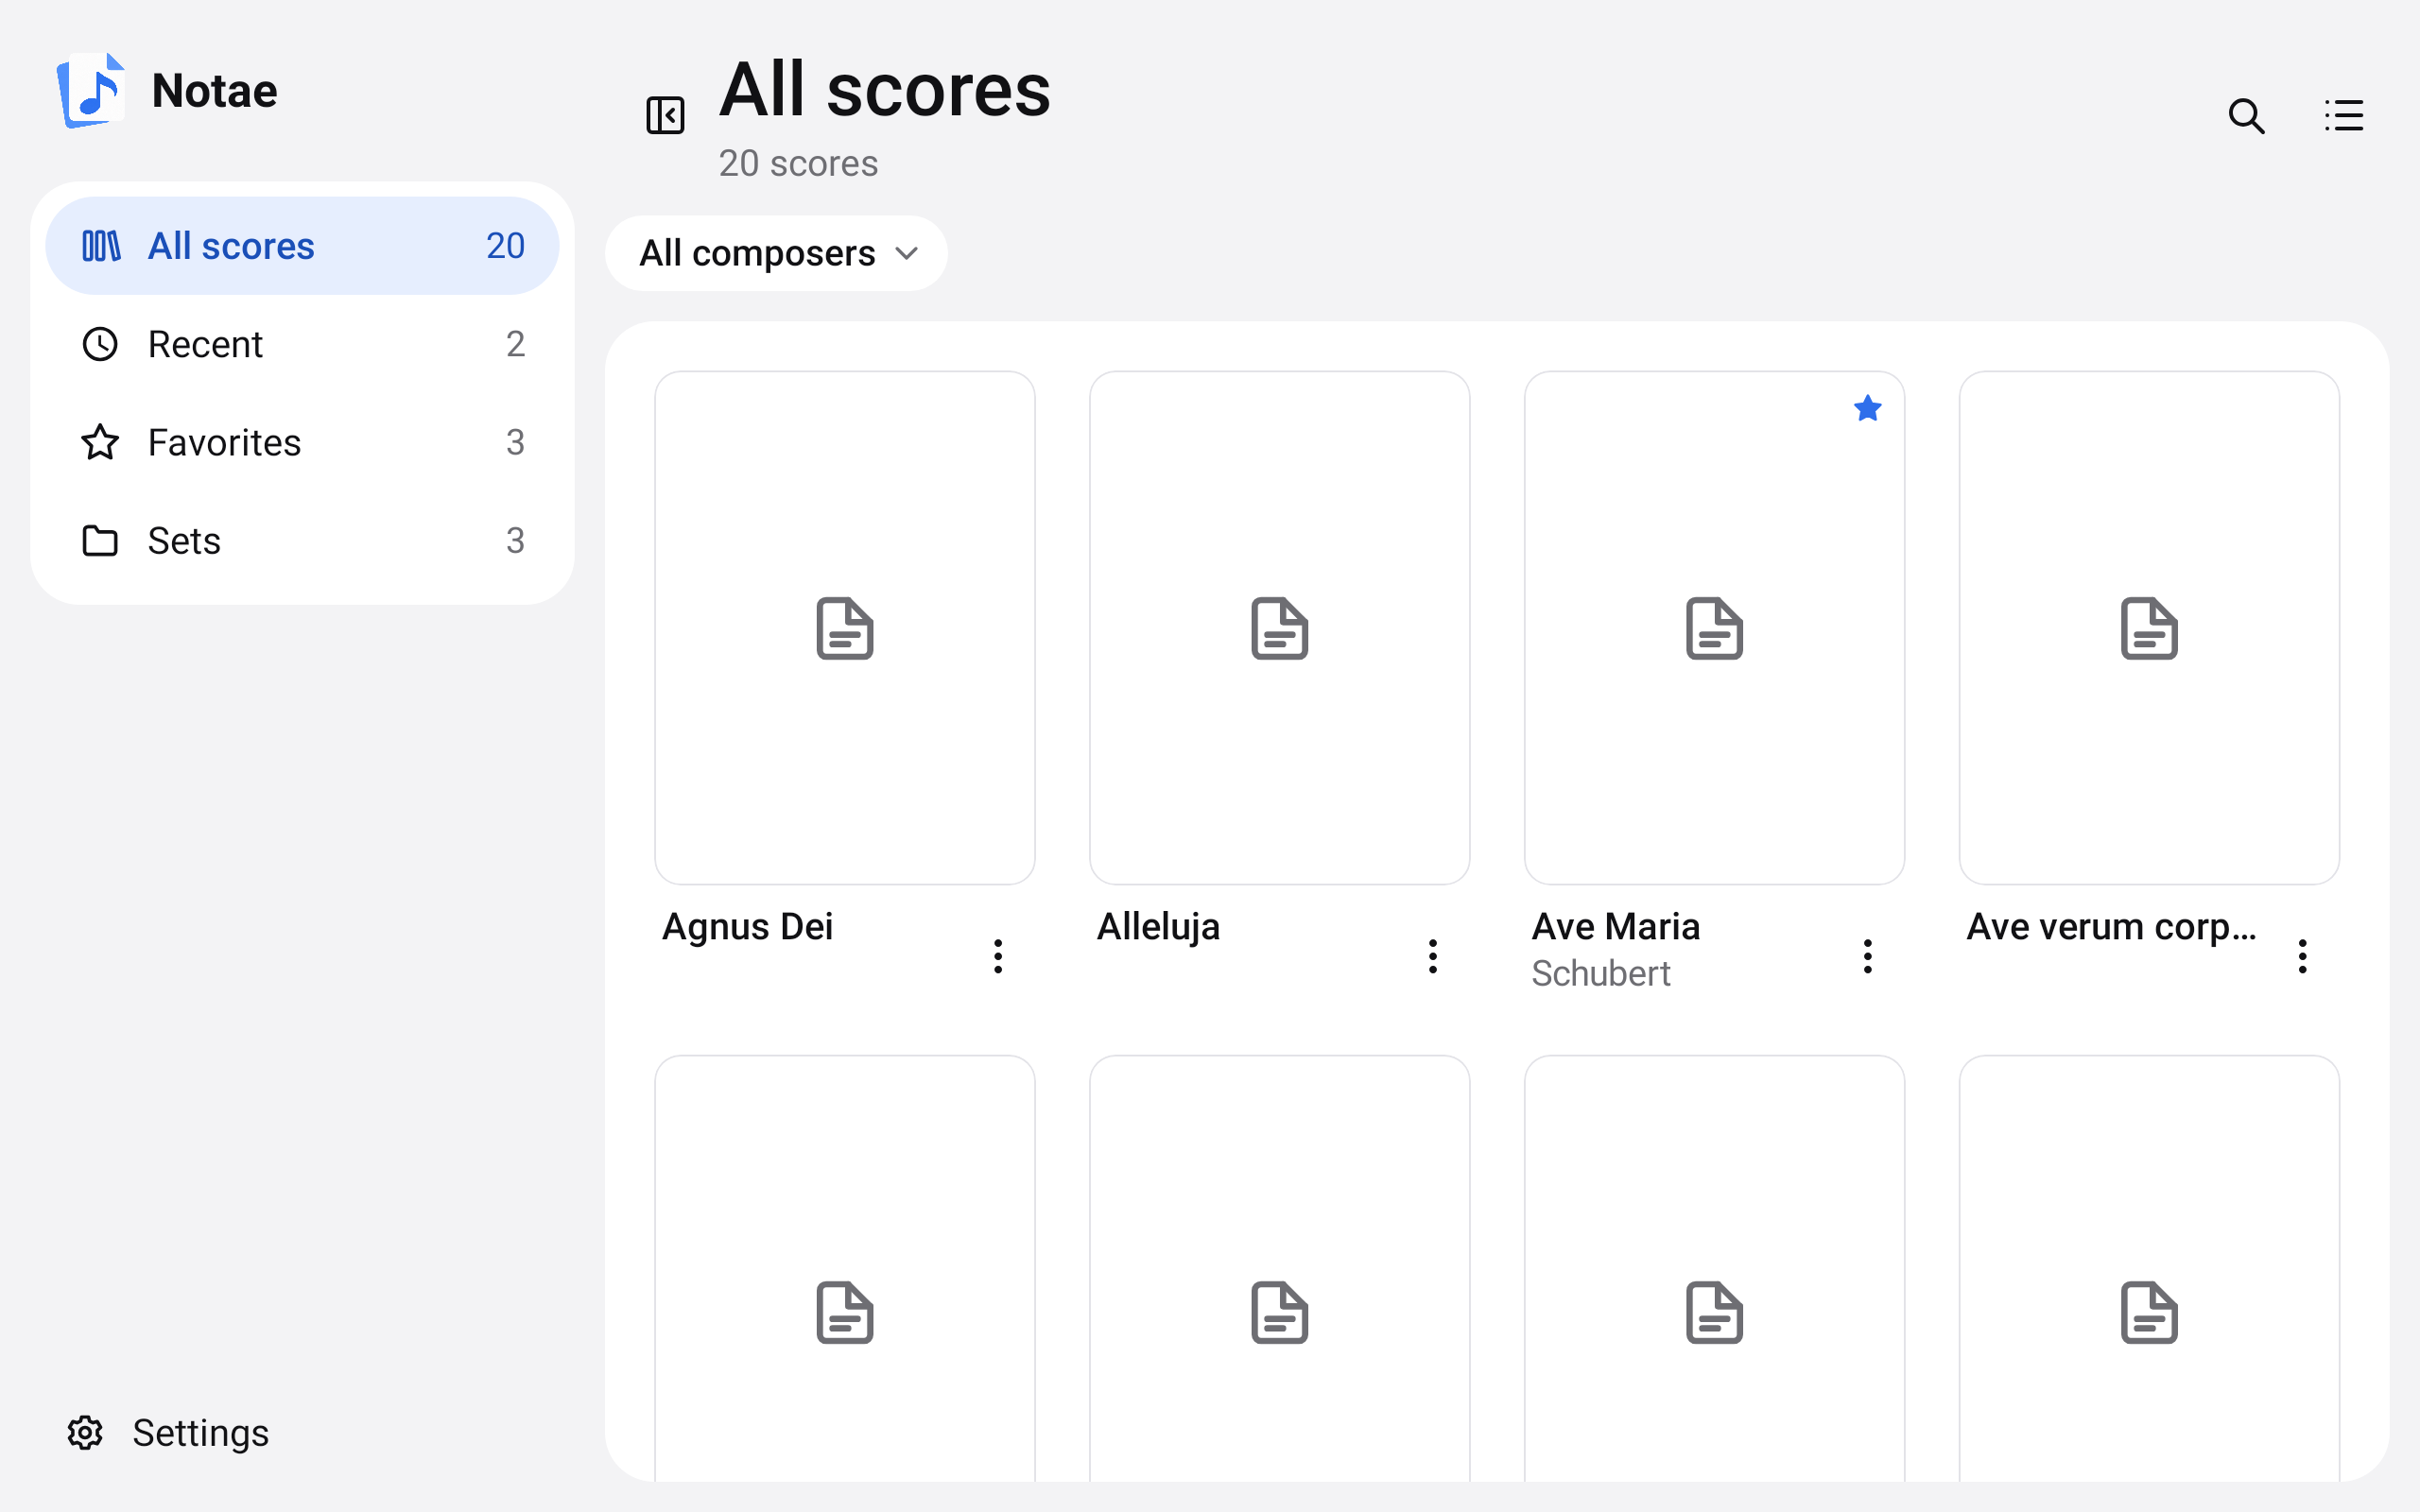 Notae
All scores
20 scores
All scores 20
Recent 2
Favorites 3
Sets 3
All composers
Agnus Dei
Alleluja
Ave Maria
Schubert
Ave verum corp...
Settings